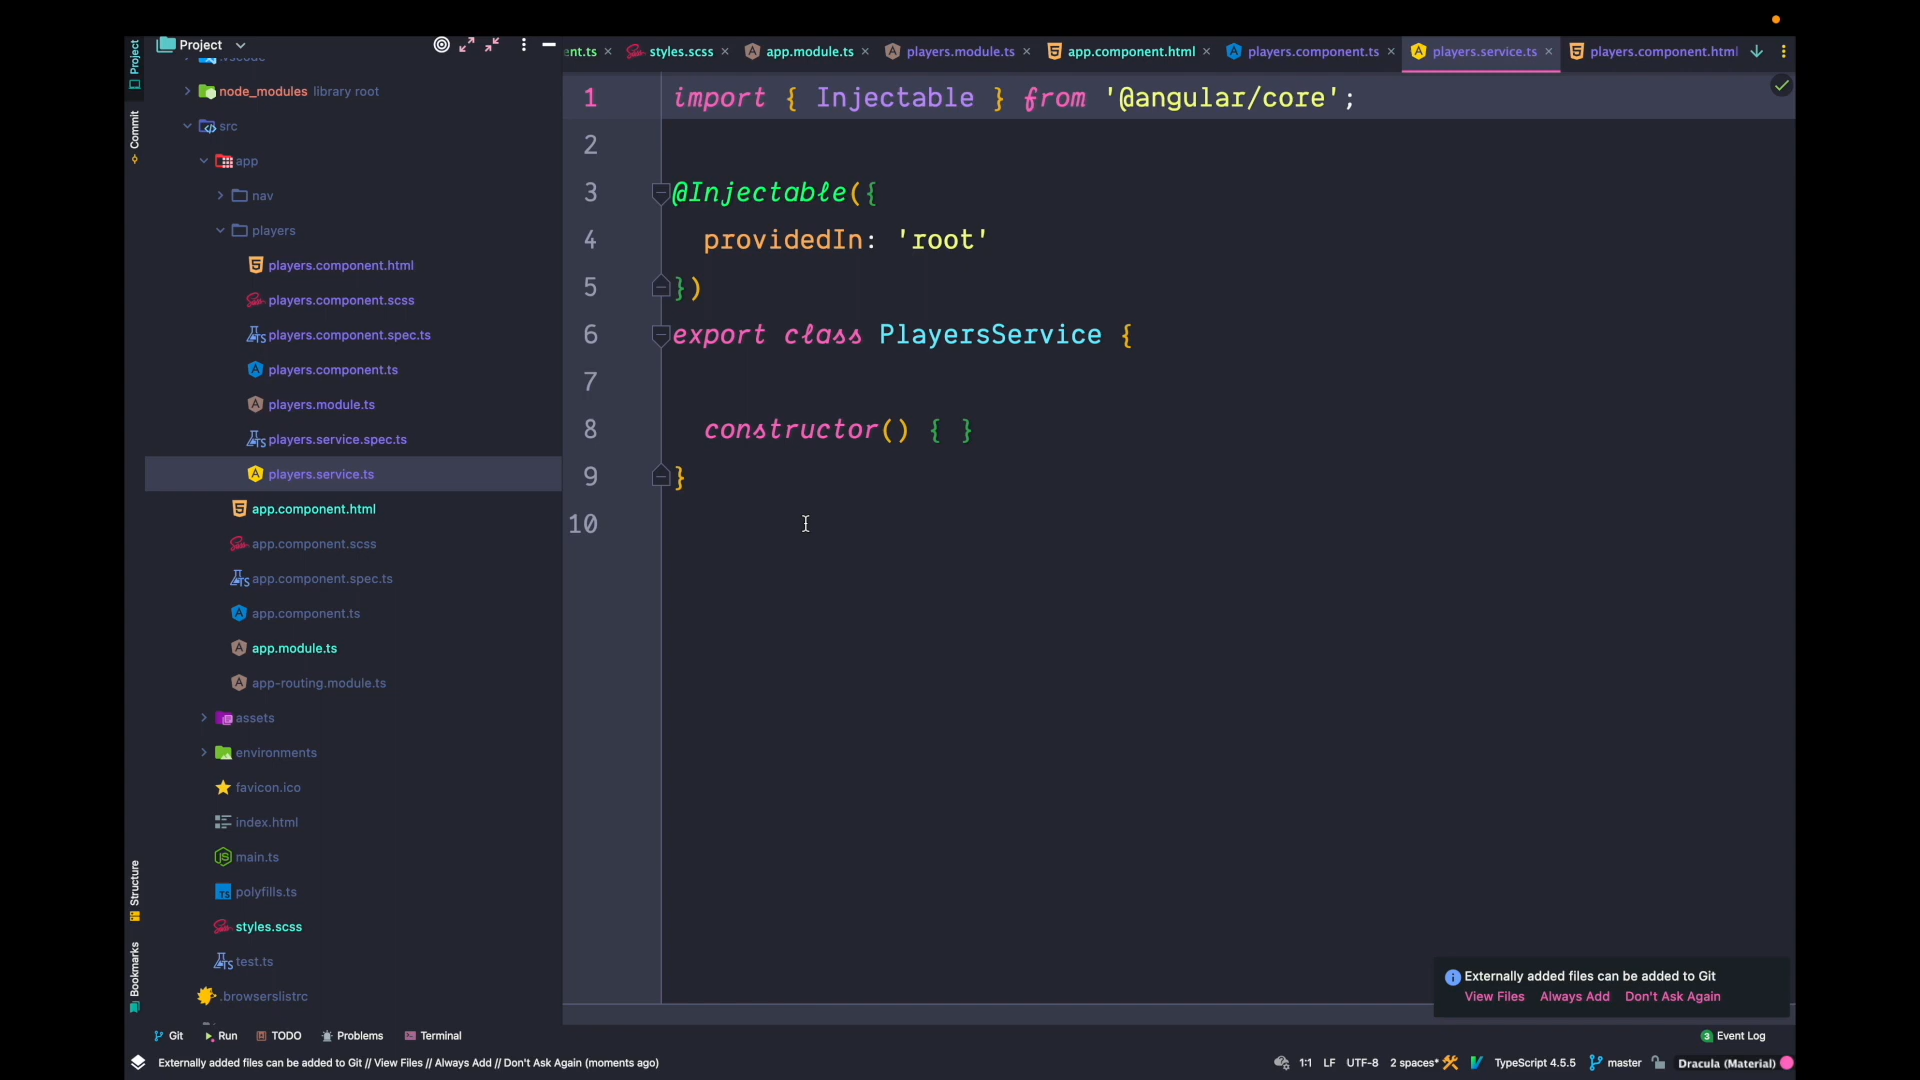 Project
ent.ts
styles.scss
app.module.ts
players.module.ts
app.component.html
players.component.ts
players.service.ts
players.component.html
Project
Commit
Structure
Bookmarks
.vscode
node_modules library root
src
app
nav
players
players.component.html
players.component.scss
players.component.spec.ts
players.component.ts
players.module.ts
players.service.spec.ts
players.service.ts
app.component.html
app.component.scss
app.component.spec.ts
app.component.ts
app.module.ts
app-routing.module.ts
assets
environments
favicon.ico
index.html
main.ts
polyfills.ts
styles.scss
test.ts
.browserslistrc
1 import { Injectable } from '@angular/core';
2
3 @Injectable({
4 providedIn: 'root'
5 })
6 export class PlayersService {
7
8 constructor() { }
9 }
10
Externally added files can be added to Git
View Files Always Add Don't Ask Again
Git Run TODO Problems Terminal
3 Event Log
Externally added files can be added to Git // View Files // Always Add // Don't Ask Again (moments ago)
1:1 LF UTF-8 2 spaces* TypeScript 4.5.5 master Dracula (Material)